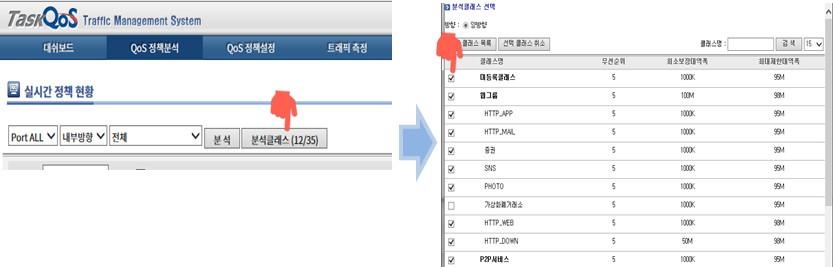 TaskQoS Traffic Management System
대쉬보드 QoS 정책분석 QoS 정책설정 트래픽 측정
실시간 정책 현황
Port ALL 내부방향 전체 분 석 분석클래스 (12/35)
분석클래스 선택
방향 : 양방향
클래스 목록 선택 클래스 취소 클래스명 : 검 색 15
클래스명 우선순위 최소보장대역폭 최대제한대역폭
미등록클래스 5 1000K 95M
웹그룹 5 100M 98M
HTTP_APP 5 1000K 95M
HTTP_MAIL 5 1000K 95M
증권 5 1000K 95M
SNS 5 1000K 95M
PHOTO 5 1000K 95M
가상화폐거래소 5 1000K 95M
HTTP_WEB 5 1000K 98M
HTTP_DOWN 5 50M 98M
P2P서비스 5 1000K 95M